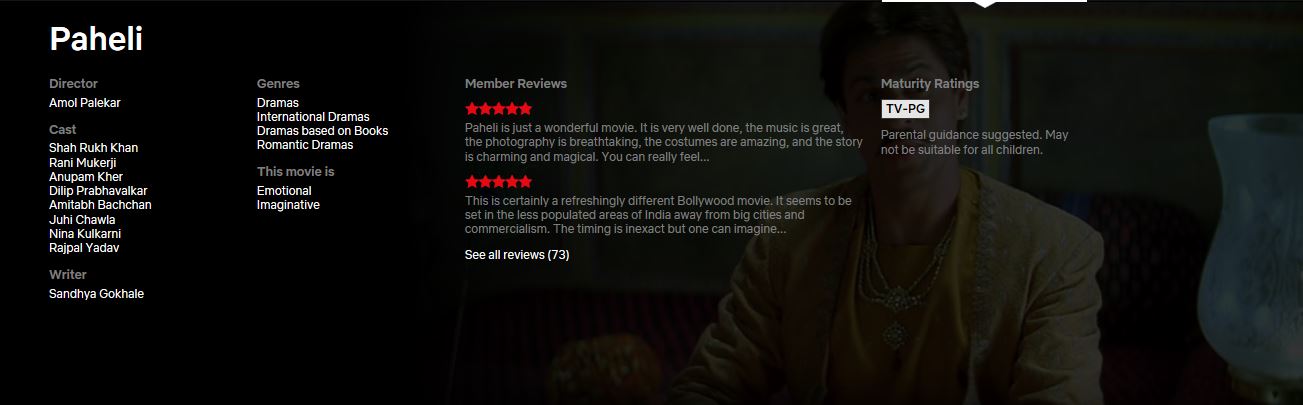 Paheli
Director
Amol Palekar
Cast
Shah Rukh Khan
Rani Mukerji
Anupam Kher
Dilip Prabhavalkar
Amitabh Bachchan
Juhi Chawla
Nina Kulkarni
Rajpal Yadav
Writer
Sandhya Gokhale
Genres
Dramas
International Dramas
Dramas based on Books
Romantic Dramas
This movie is
Emotional
Imaginative
Member Reviews
Paheli is just a wonderful movie. It is very well done, the music is great,
the photography is breathtaking, the costumes are amazing, and the story
is charming and magical. You can really feel...
This is certainly a refreshingly different Bollywood movie. It seems to be
set in the less populated areas of India away from big cities and
commercialism. The timing is inexact but one can imagine...
See all reviews (73)
Maturity Ratings
TV-PG
Parental guidance suggested. May
not be suitable for all children.